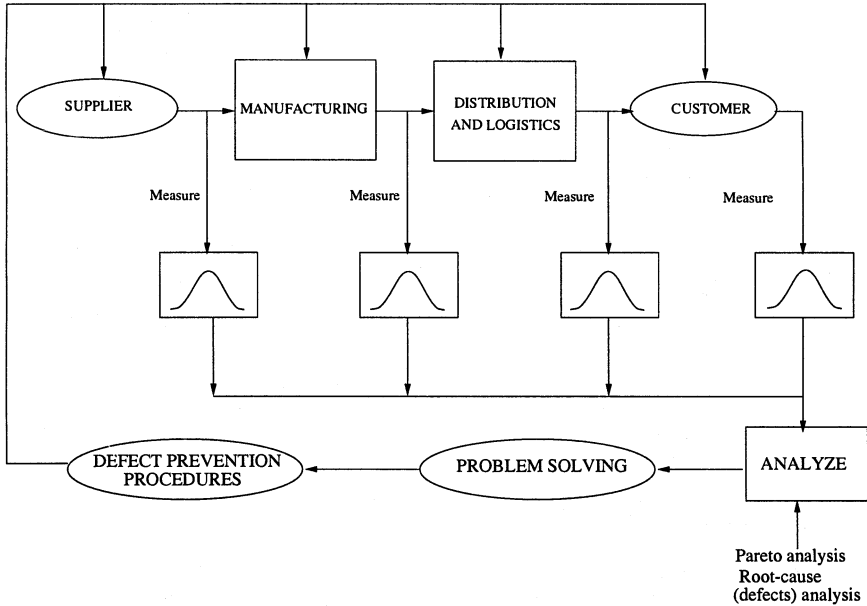 SUPPLIER
MANUFACTURING
DISTRIBUTION
AND LOGISTICS
CUSTOMER
Measure
Measure
Measure
Measure
DEFECT PREVENTION
PROCEDURES
PROBLEM SOLVING
ANALYZE
Pareto analysis
Root-cause
(defects) analysis